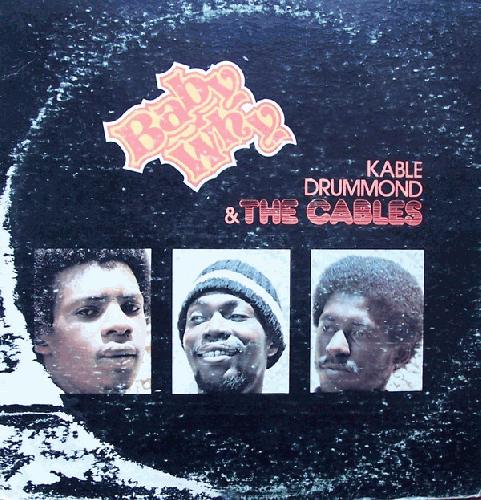 Baby
Why
KABLE
DRUMMOND
& THE CABLES